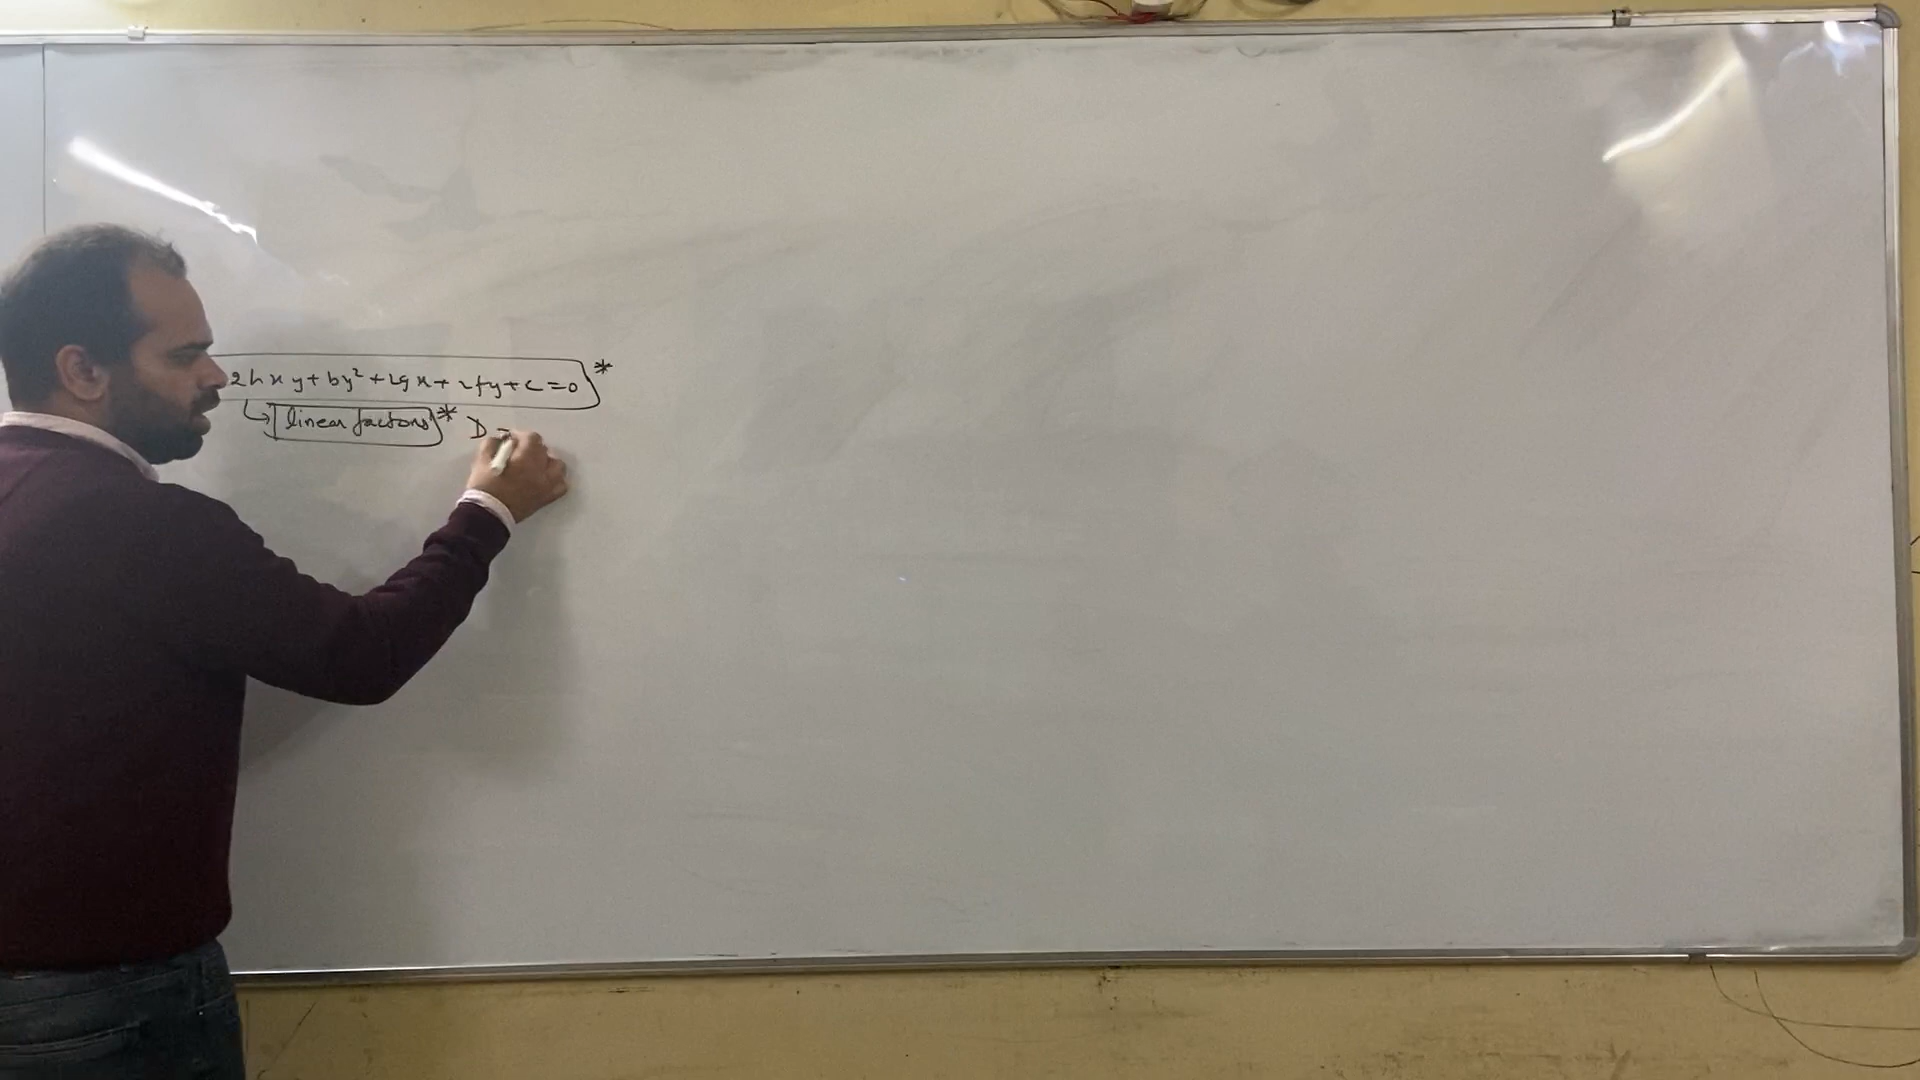 2hxy+by²+2gx+2fy+c=0 *
↳ linear factors * D =